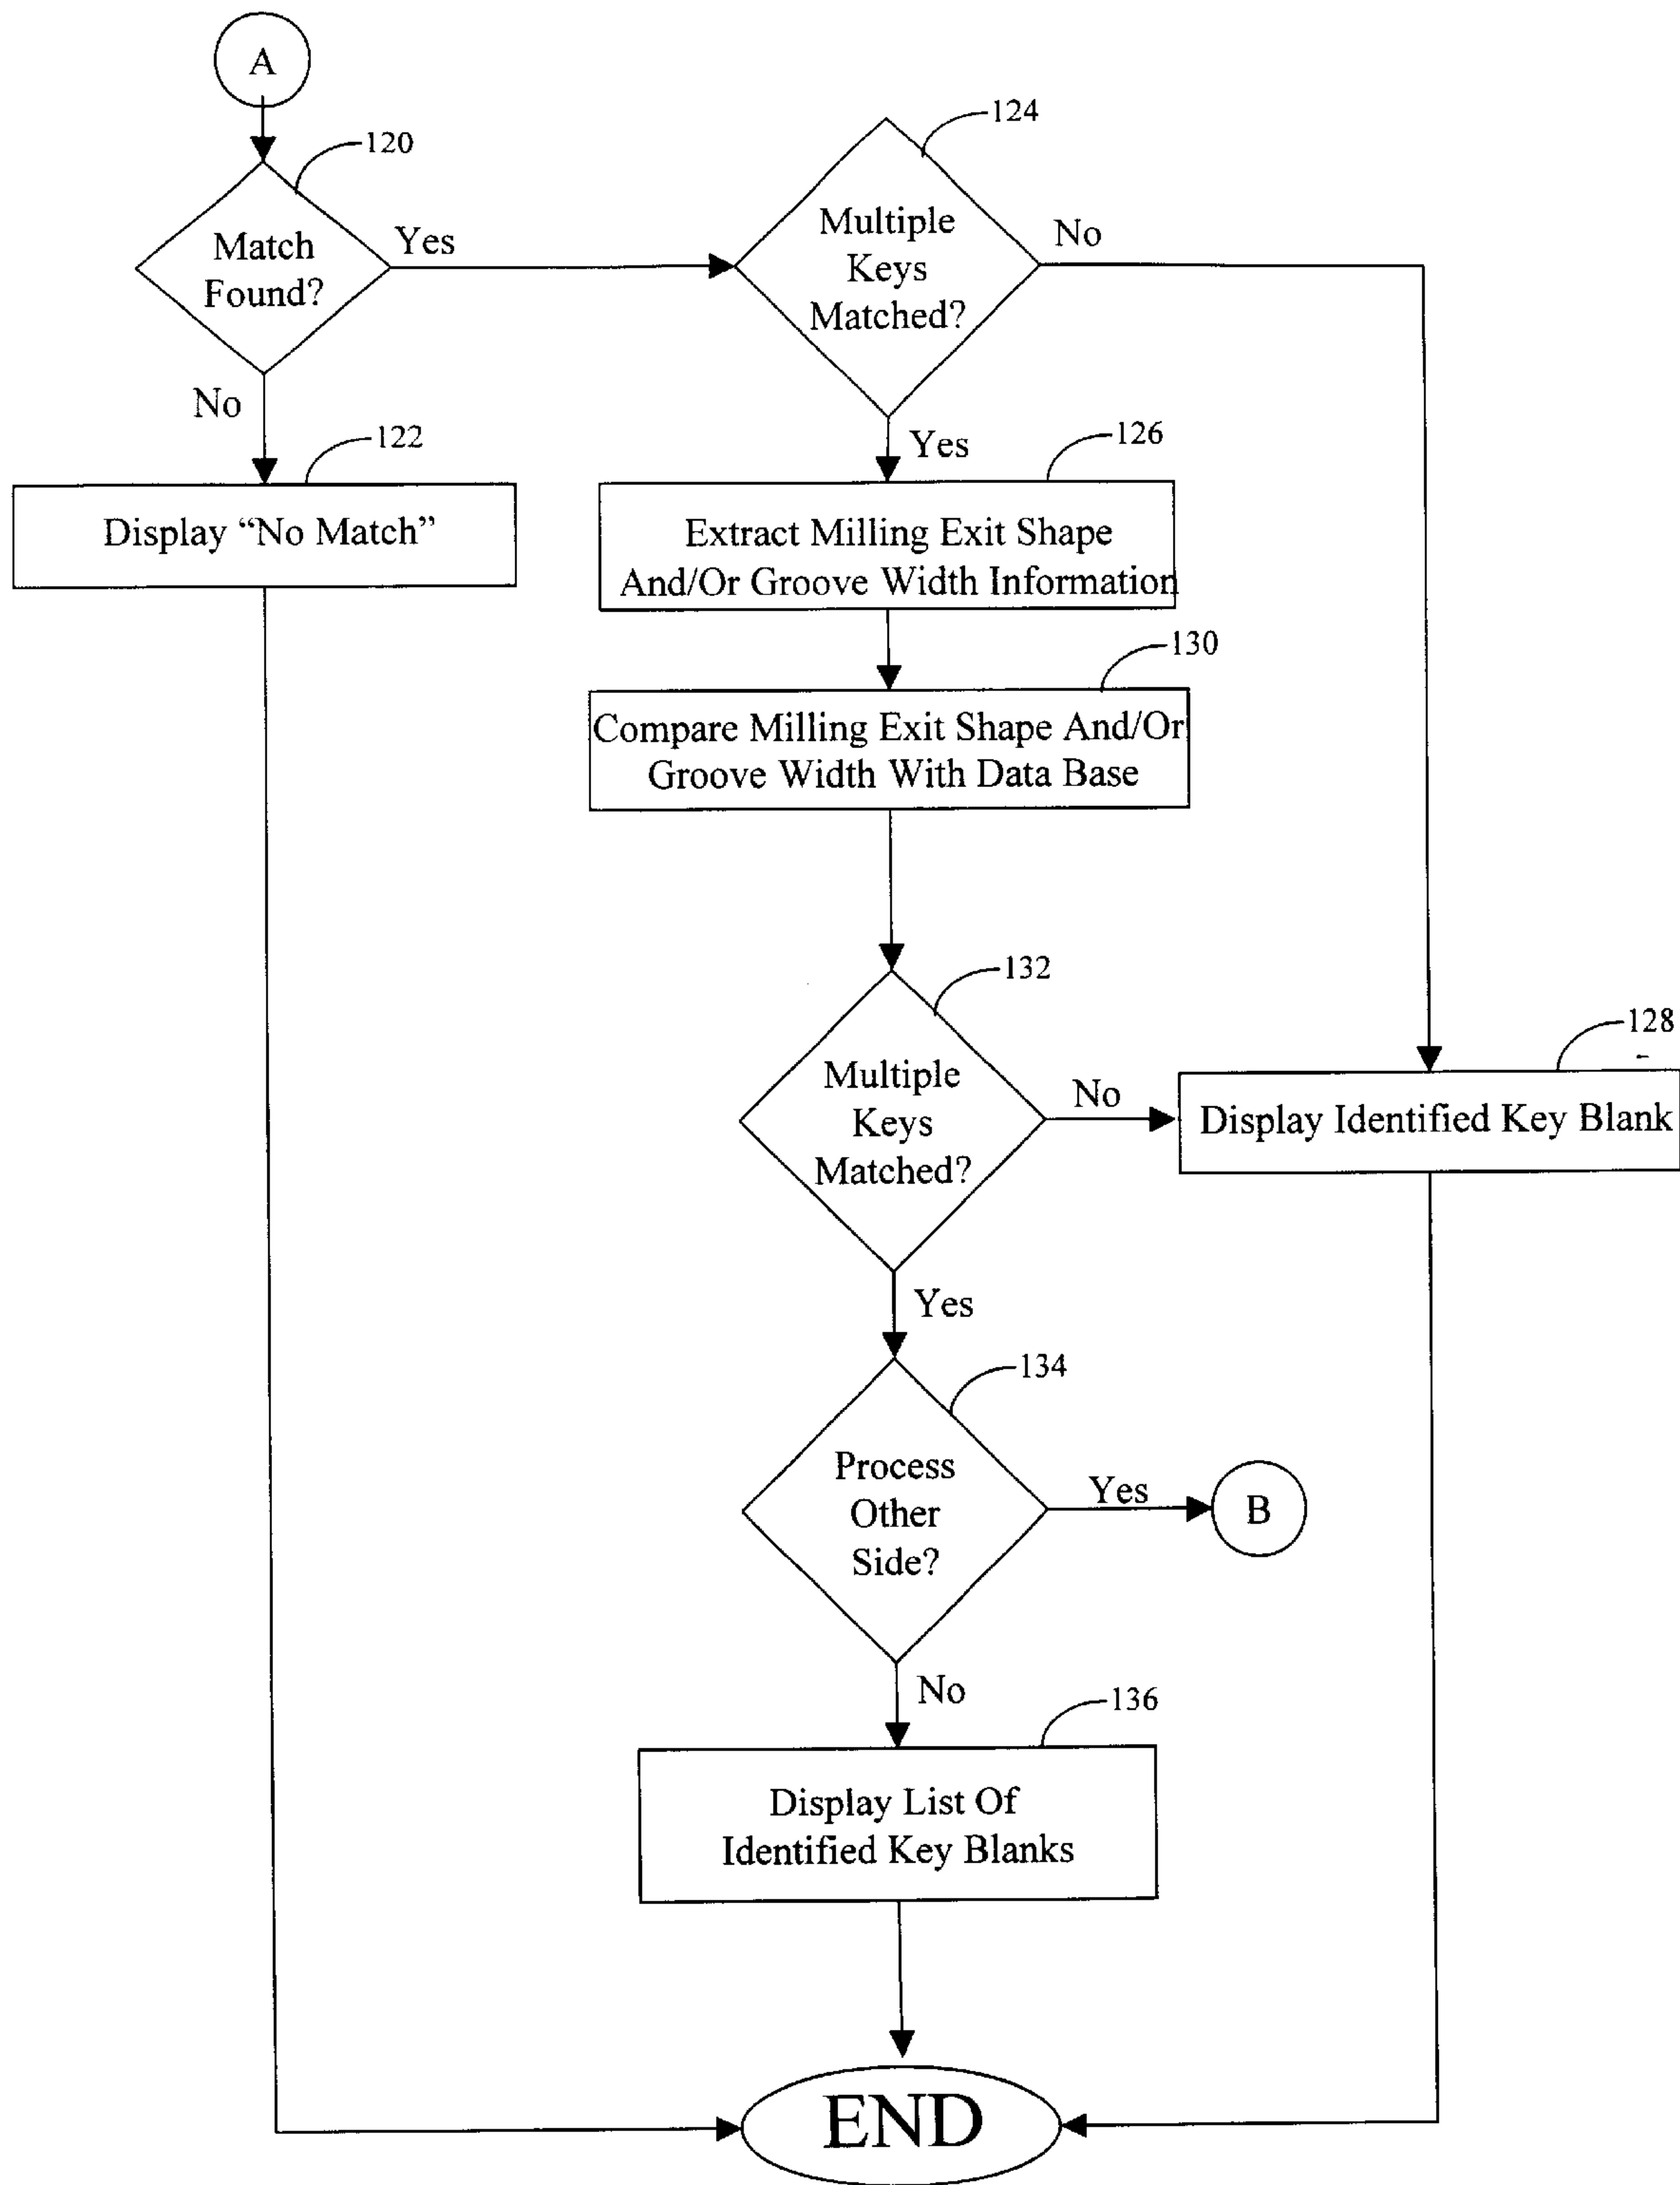 A
120
Match
Found?
Yes
No
122
Display “No Match”
124
Multiple
Keys
Matched?
No
Yes
126
Extract Milling Exit Shape
And/Or Groove Width Information
130
Compare Milling Exit Shape And/Or
Groove Width With Data Base
132
Multiple
Keys
Matched?
No
128
Display Identified Key Blank
Yes
134
Process
Other
Side?
Yes
B
No
136
Display List Of
Identified Key Blanks
END